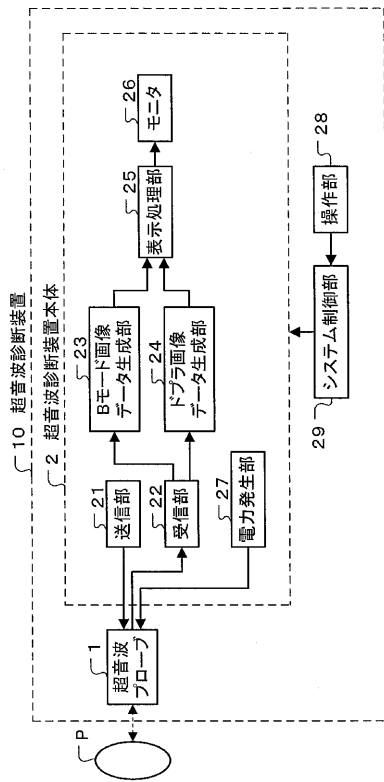 10 超音波診断装置
2 超音波診断装置本体
P
1
超音波
プローブ
21
送信部
22
受信部
23
Bモード画像
データ生成部
24
ドプラ画像
データ生成部
25
表示処理部
26
モニタ
27
電力発生部
28
操作部
29
システム制御部